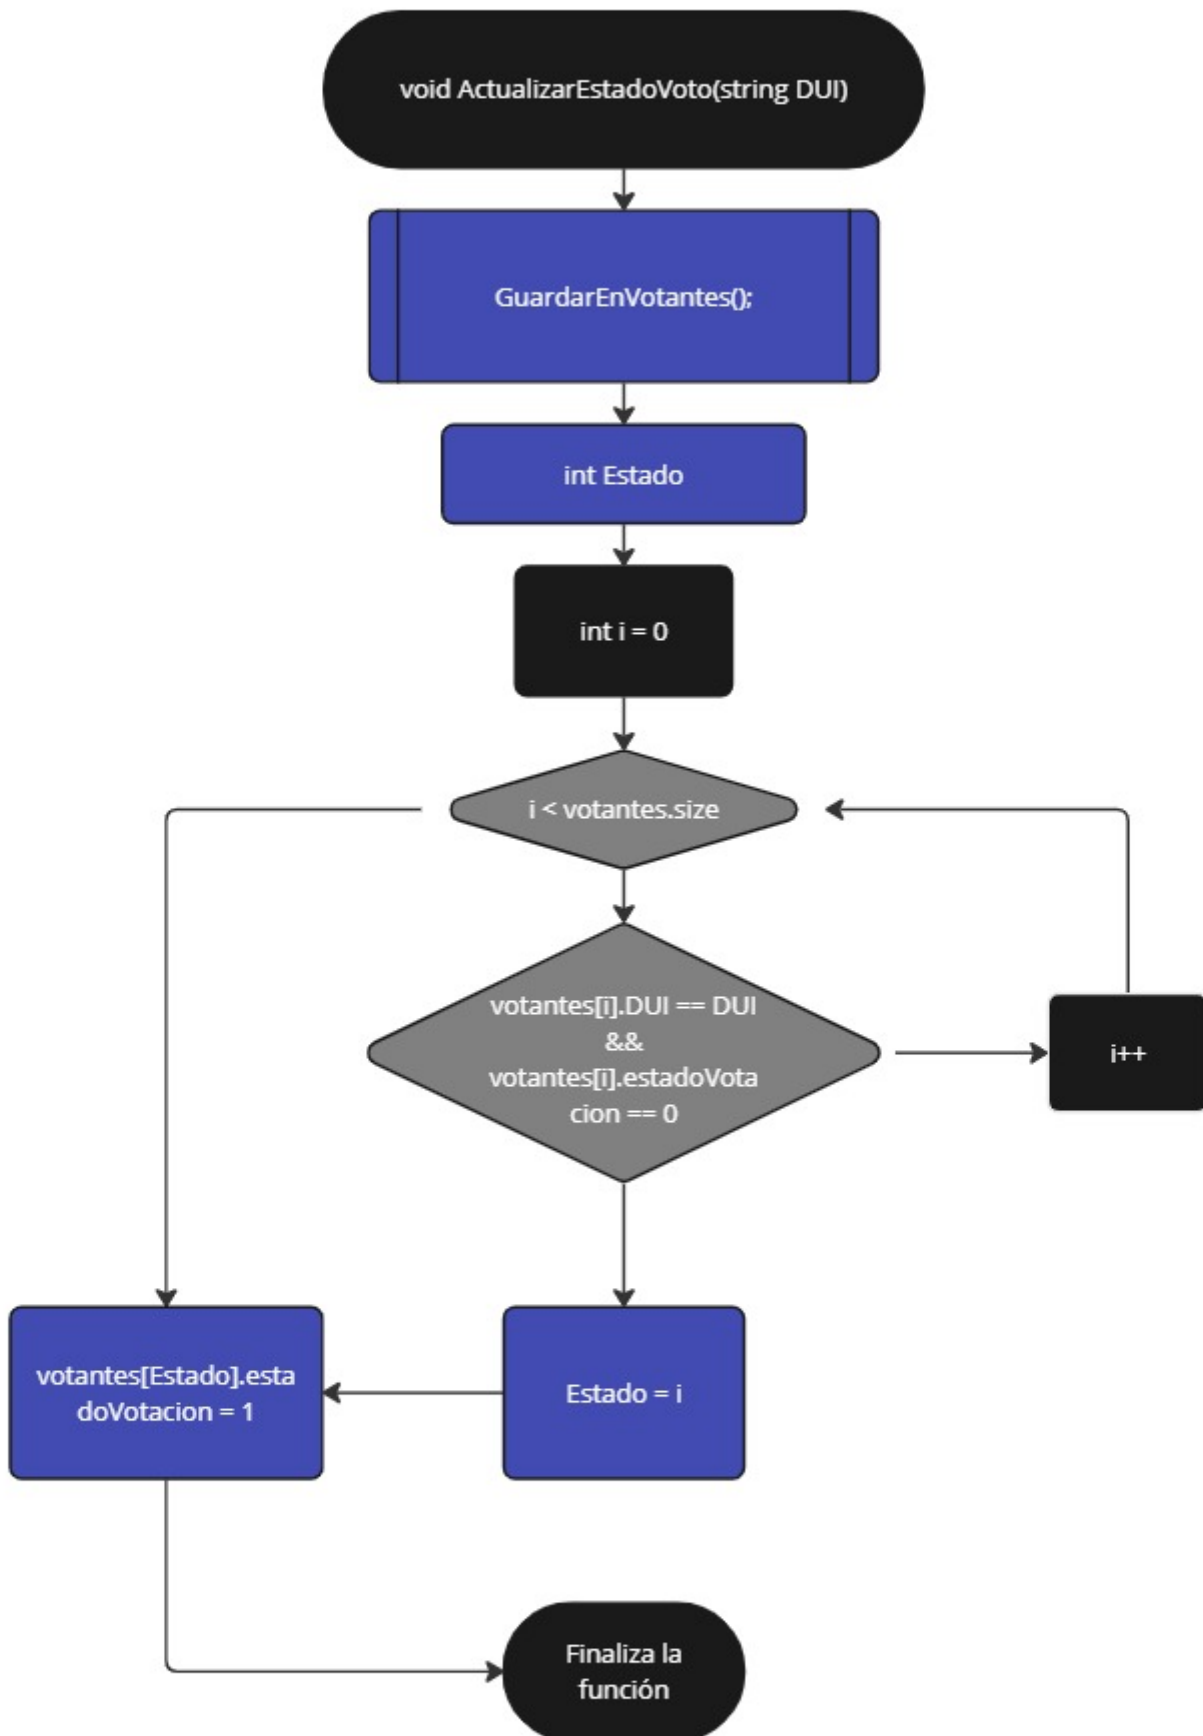 void ActualizarEstadoVoto(string DUI)
GuardarEnVotantes();
int Estado
int i = 0
i < votantes.size
votantes[i].DUI == DUI
&&
votantes[i].estadoVota
cion == 0
i++
votantes[Estado].esta
doVotacion = 1
Estado = i
Finaliza la
función